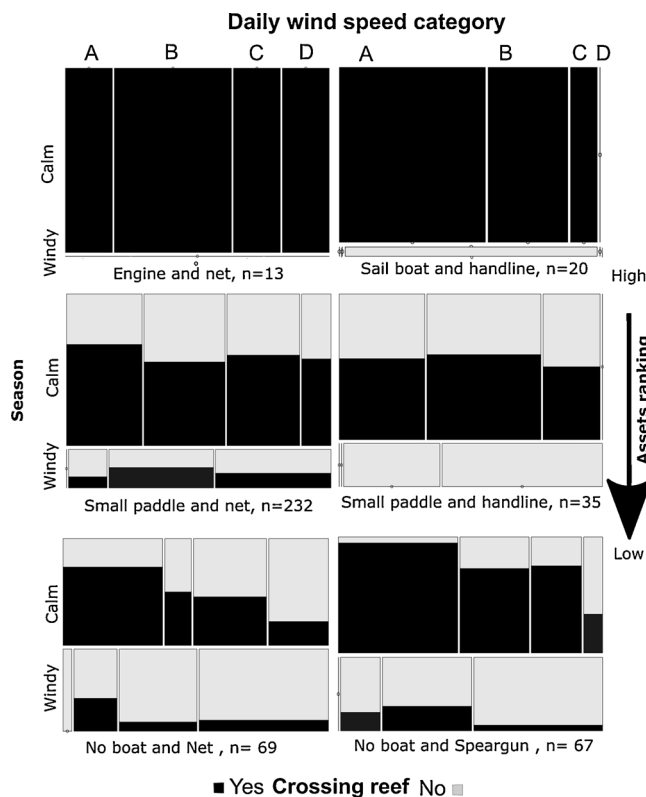 Daily wind speed category
A B C D A B C D
Calm
Windy
Engine and net, n=13
Sail boat and handline, n=20
High
Season
Calm
Windy
Small paddle and net, n=232
Small paddle and handline, n=35
Assets ranking
Low
Calm
Windy
No boat and Net , n= 69
No boat and Speargun , n= 67
Yes Crossing reef No